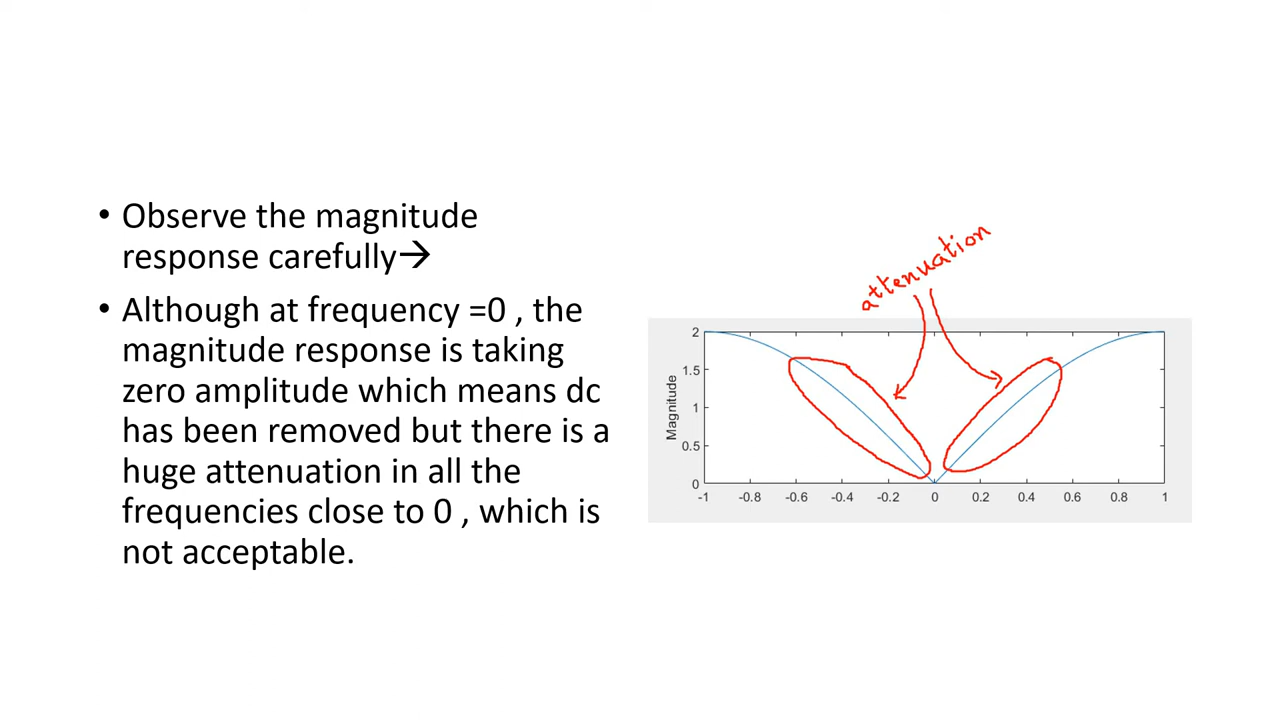 • Observe the magnitude
response carefully→
• Although at frequency =0 , the
magnitude response is taking
zero amplitude which means dc
has been removed but there is a
huge attenuation in all the
frequencies close to 0 , which is
not acceptable.
attenuation
2
1.5
1
0.5
0
Magnitude
-1 -0.8 -0.6 -0.4 -0.2 0 0.2 0.4 0.6 0.8 1